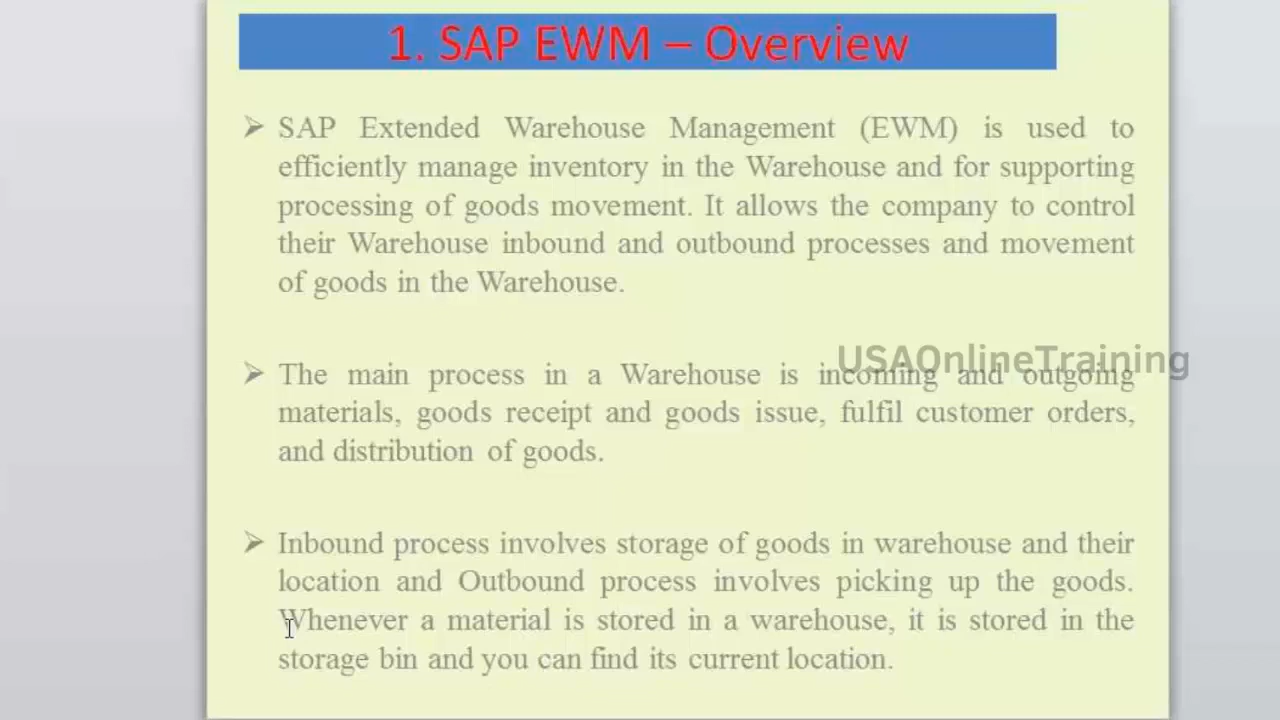 1. SAP EWM – Overview
SAP Extended Warehouse Management (EWM) is used to
efficiently manage inventory in the Warehouse and for supporting
processing of goods movement. It allows the company to control
their Warehouse inbound and outbound processes and movement
of goods in the Warehouse.
USAOnlineTraining
The main process in a Warehouse is incoming and outgoing
materials, goods receipt and goods issue, fulfil customer orders,
and distribution of goods.
Inbound process involves storage of goods in warehouse and their
location and Outbound process involves picking up the goods.
Whenever a material is stored in a warehouse, it is stored in the
storage bin and you can find its current location.